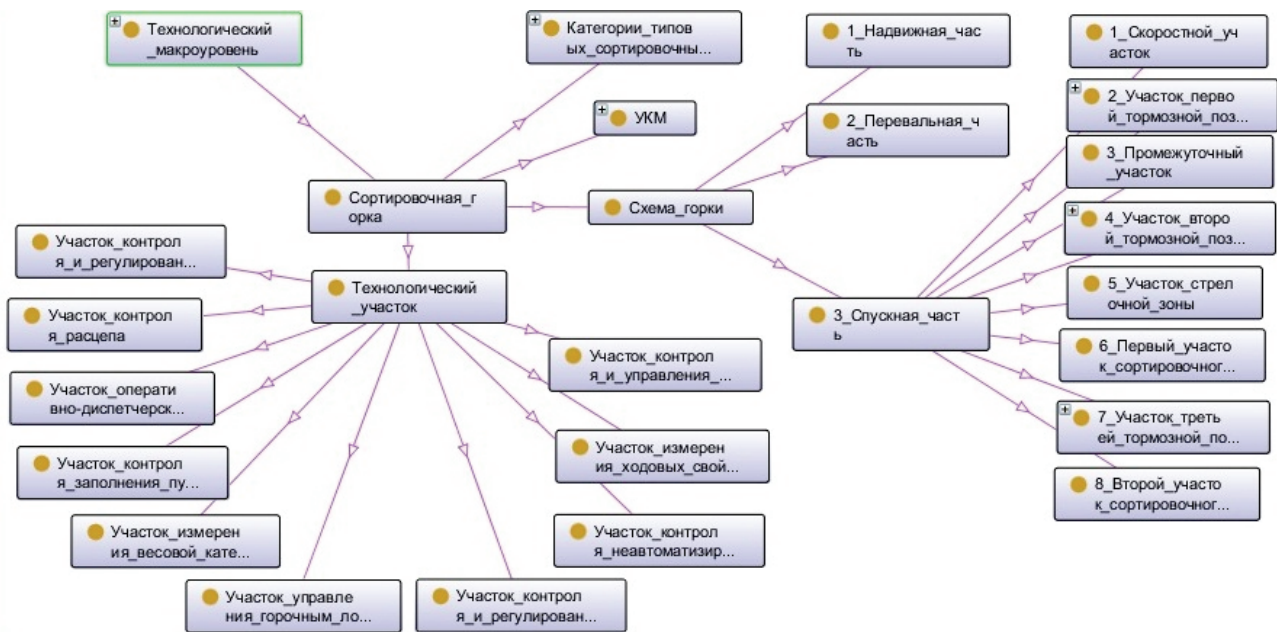 Технологический
_макроуровень
Категории_типов
ых_сортировочны...
УКМ
1_Надвижная_час
ть
2_Перевальная_ч
асть
1_Скоростной_уч
асток
2_Участок_перво
й_тормозной_поз...
3_Промежуточный
_участок
4_Участок_второ
й_тормозной_поз...
5_Участок_стрел
очной_зоны
6_Первый_участо
к_сортировочног...
7_Участок_треть
ей_тормозной_по...
8_Второй_участо
к_сортировочног...
Сортировочная_г
орка
Схема_горки
3_Спускная_част
ь
Технологический
_участок
Участок_контрол
я_и_регулирован...
Участок_контрол
я_расцепа
Участок_операти
вно-диспетчерск...
Участок_контрол
я_заполнения_пу...
Участок_измерен
ия_весовой_кате...
Участок_управле
ния_горочным_ло...
Участок_контрол
я_и_регулирован...
Участок_контрол
я_неавтоматизир...
Участок_измерен
ия_ходовых_свой...
Участок_контрол
я_и_управления_...